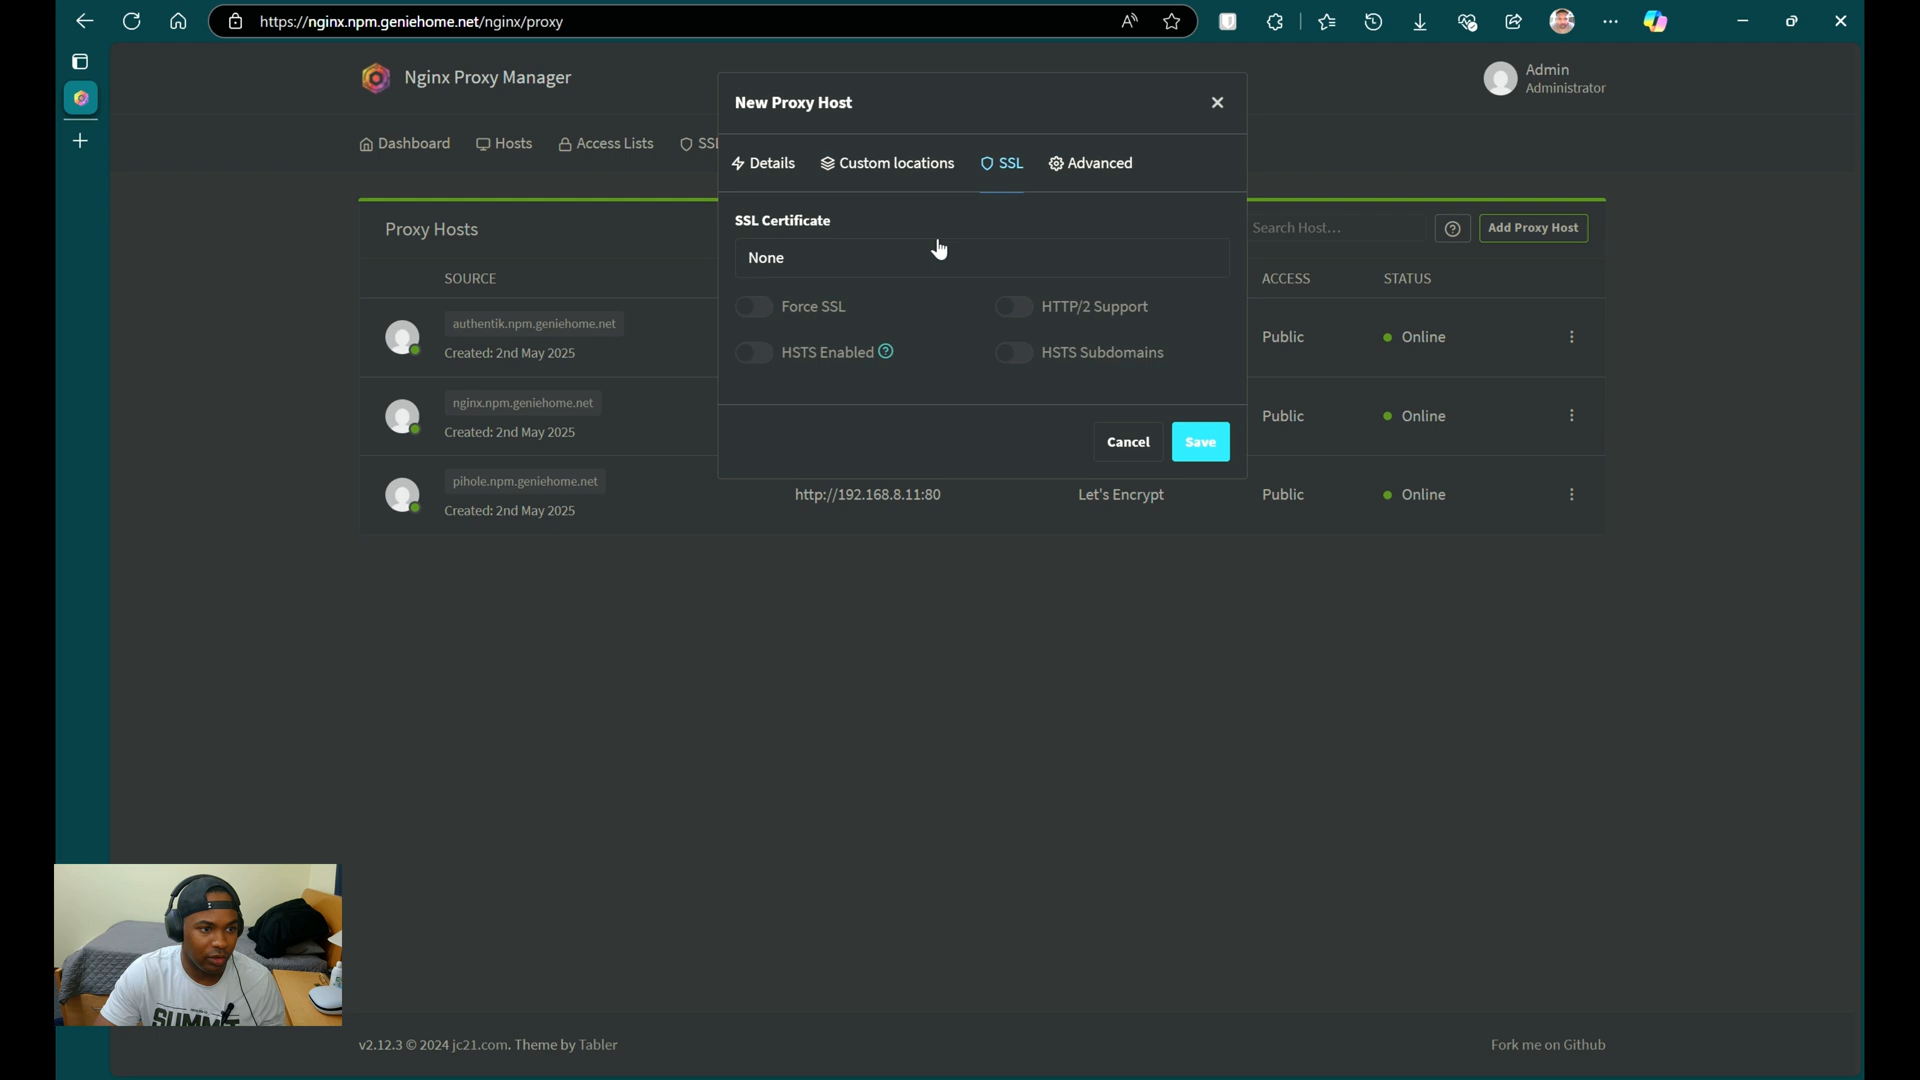 https://nginx.npm.geniehome.net/nginx/proxy
Nginx Proxy Manager
Admin
Administrator
Dashboard
Hosts
Access Lists
SSL
New Proxy Host
Details
Custom locations
SSL
Advanced
SSL Certificate
None
Force SSL
HTTP/2 Support
HSTS Enabled
HSTS Subdomains
Cancel
Save
Proxy Hosts
Search Host…
Add Proxy Host
SOURCE
ACCESS
STATUS
authentik.npm.geniehome.net
Created: 2nd May 2025
Public
Online
nginx.npm.geniehome.net
Created: 2nd May 2025
Public
Online
pihole.npm.geniehome.net
Created: 2nd May 2025
http://192.168.8.11:80
Let's Encrypt
Public
Online
SUMMIT
v2.12.3 © 2024 jc21.com. Theme by Tabler
Fork me on Github